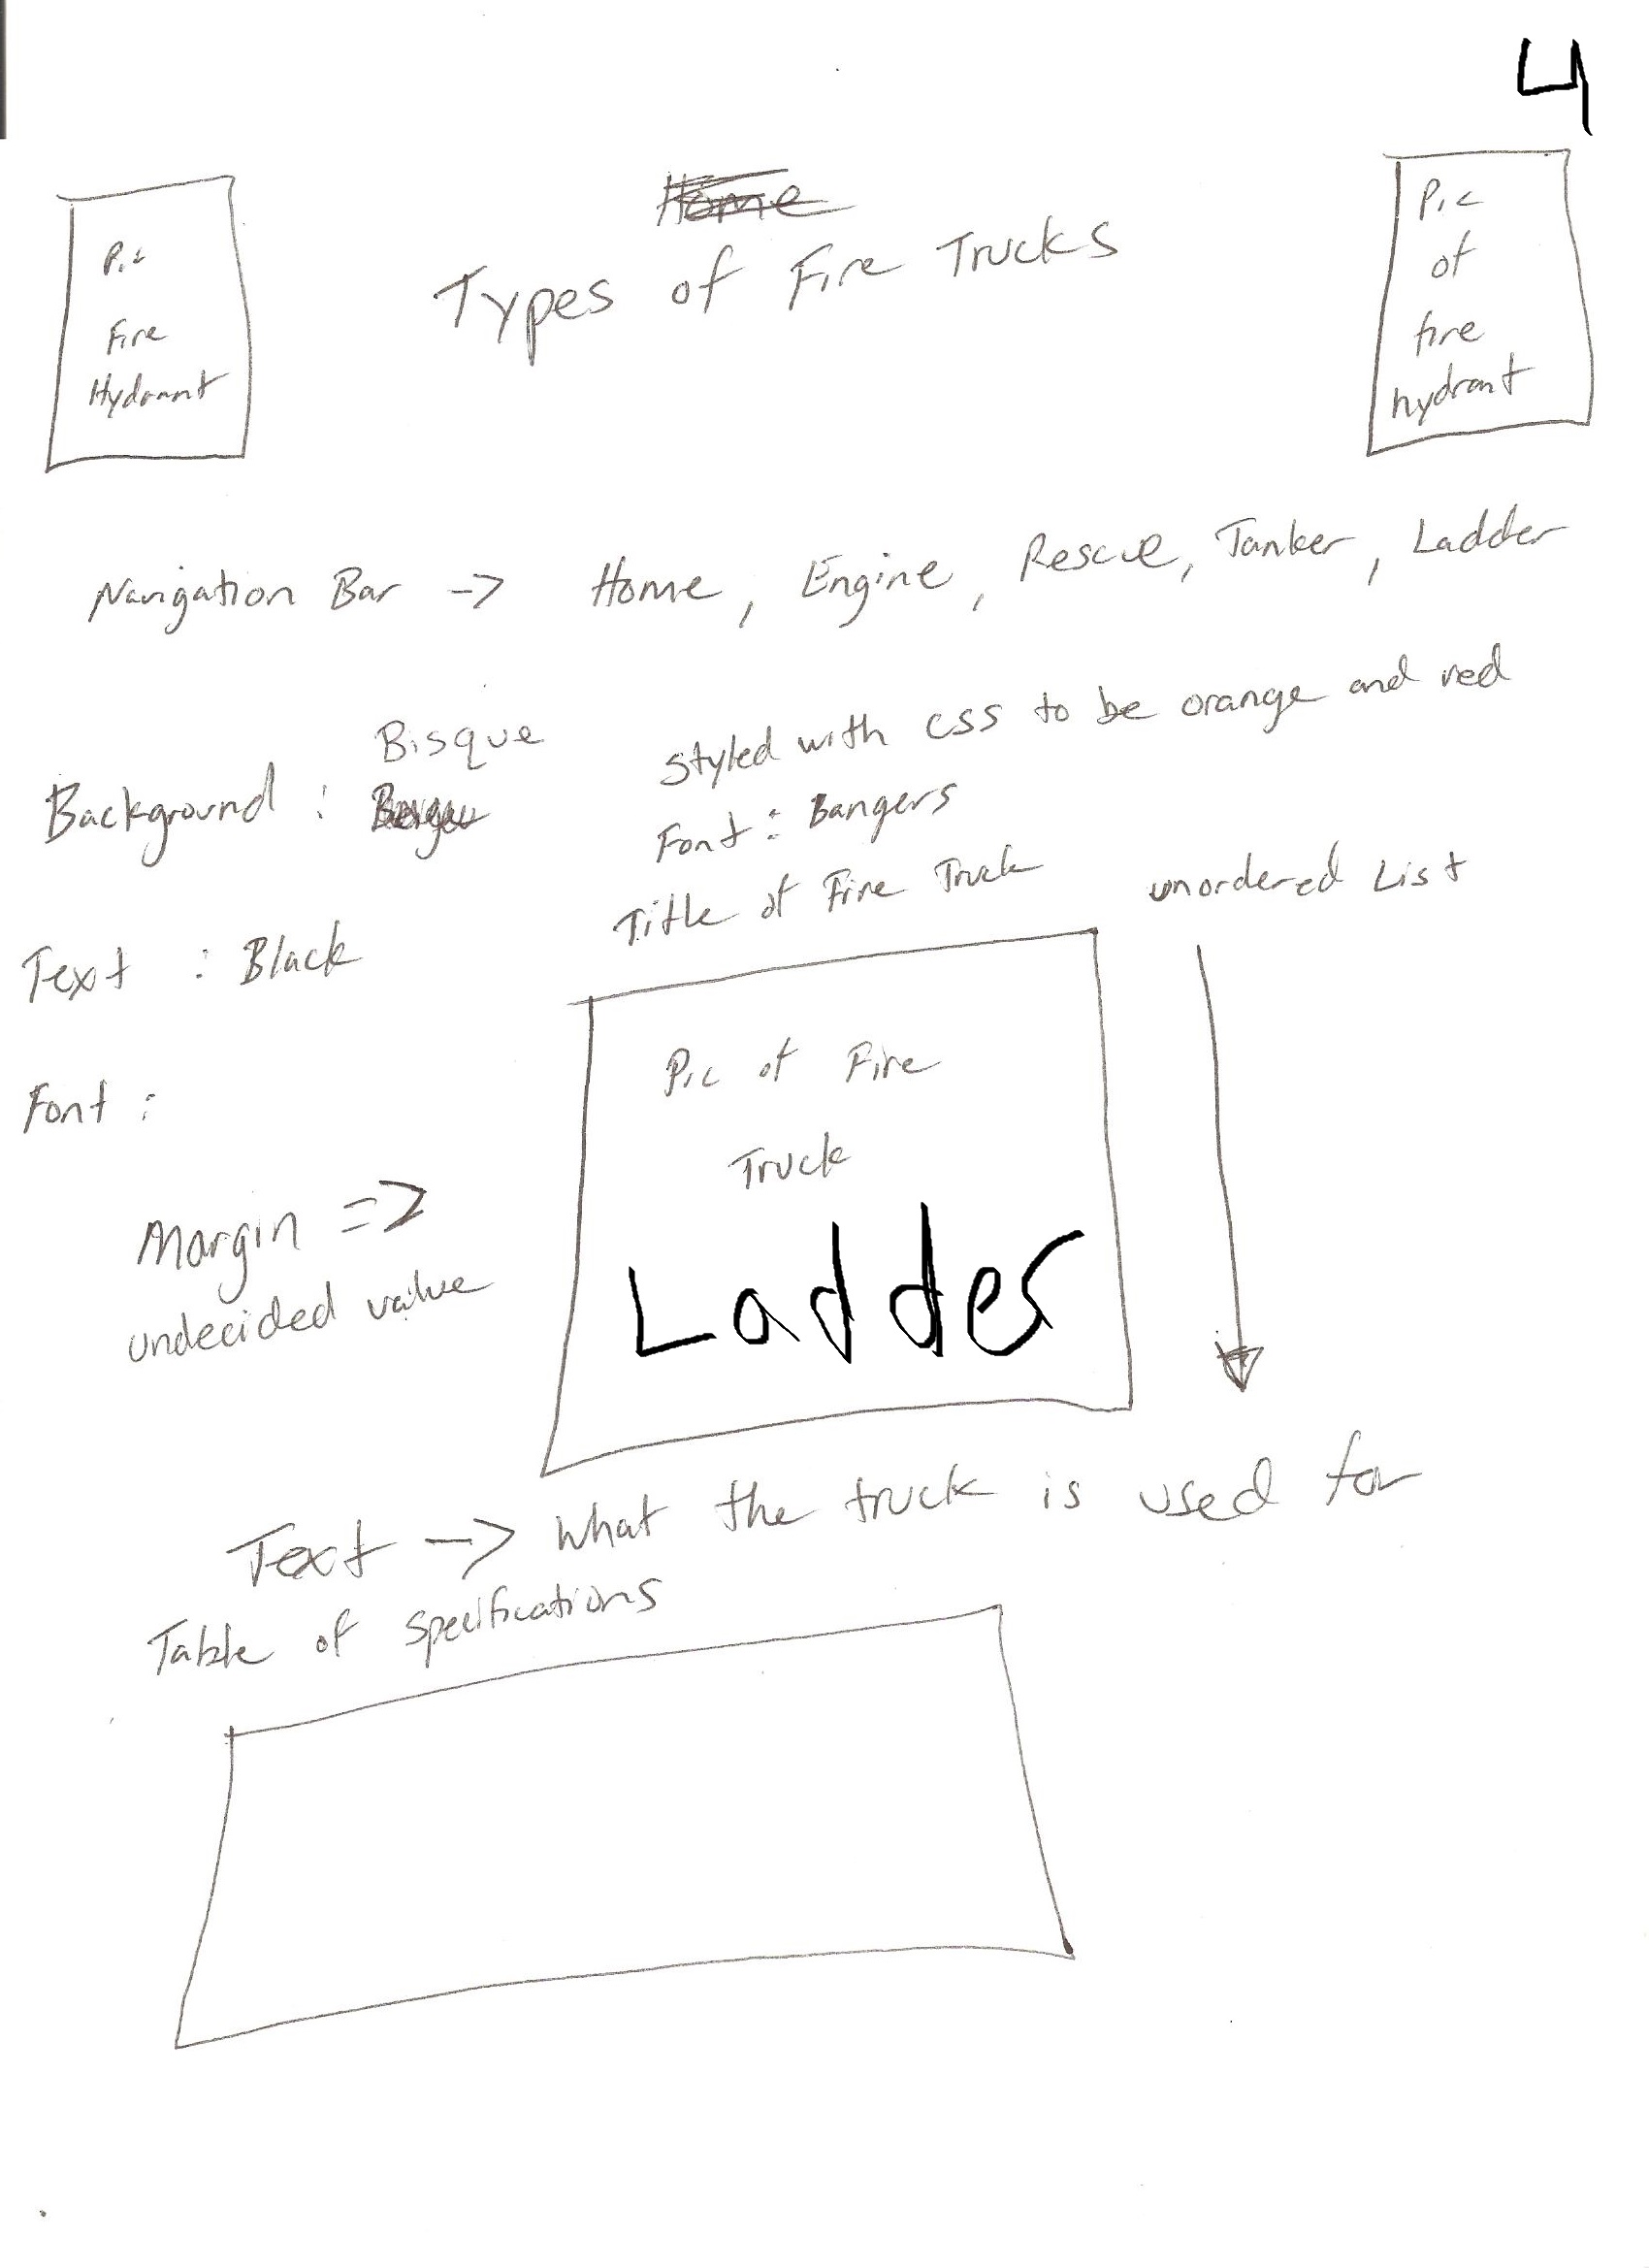 4
Pic
Fire
Hydrannt
Home
Types of Fire Trucks
Pic
of
fire
hydrant
Navigation Bar -> Home, Engine, Rescue, Tanker, Ladder
Bisque
Background :
styled with css to be orange and red
Font : Bangers
Title of Fire Truck
unordered List
Text : Black
Font :
Pic of Fire
Truck
Ladder
Margin =>
undecided value
Text -> What the truck is used for
Table of specifications